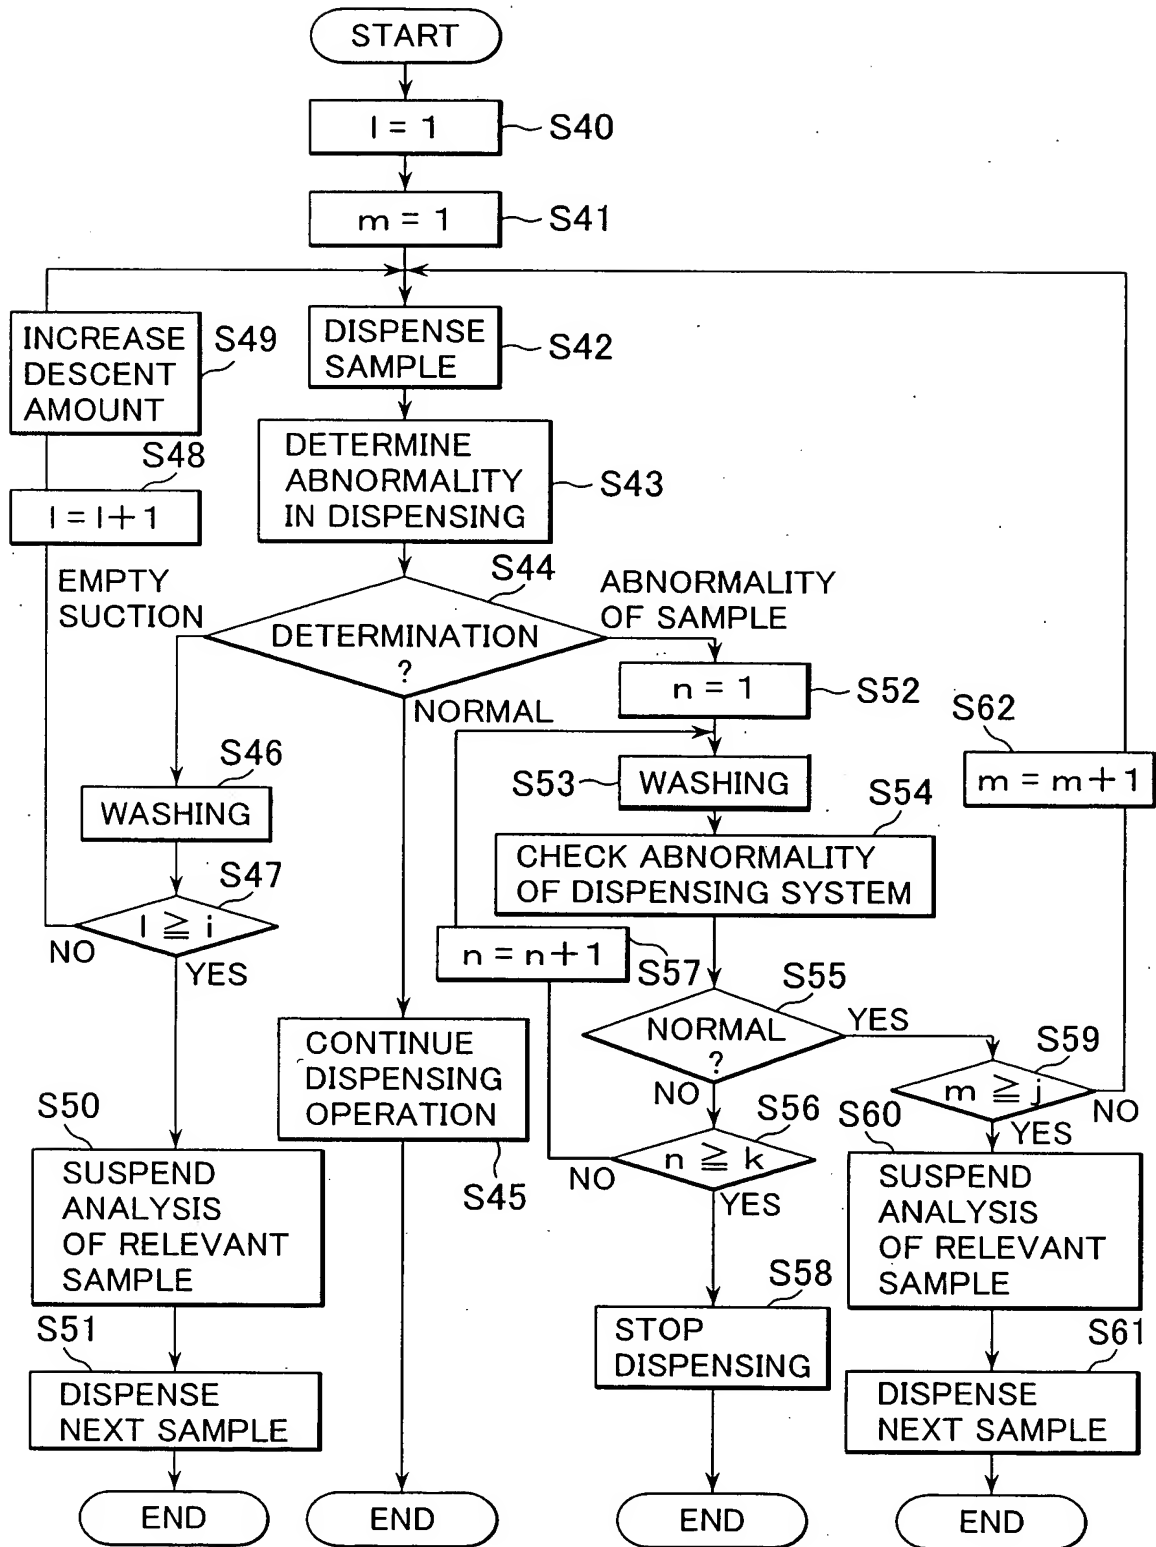 START
l = 1
S40
m = 1
S41
INCREASE
DESCENT
AMOUNT
S49
DISPENSE
SAMPLE
S42
S48
l = l + 1
DETERMINE
ABNORMALITY
IN DISPENSING
S43
EMPTY
SUCTION
S44
ABNORMALITY
OF SAMPLE
DETERMINATION
?
NORMAL
n = 1
S52
S62
m = m + 1
S46
WASHING
S53
WASHING
S54
CHECK ABNORMALITY
OF DISPENSING SYSTEM
S47
l ≧ i
NO
YES
n = n + 1
S57
S55
NORMAL
?
YES
NO
S59
m ≧ j
NO
YES
CONTINUE
DISPENSING
OPERATION
S45
S56
n ≧ k
NO
YES
S50
SUSPEND
ANALYSIS
OF RELEVANT
SAMPLE
S60
SUSPEND
ANALYSIS
OF RELEVANT
SAMPLE
S58
STOP
DISPENSING
S51
DISPENSE
NEXT SAMPLE
S61
DISPENSE
NEXT SAMPLE
END
END
END
END